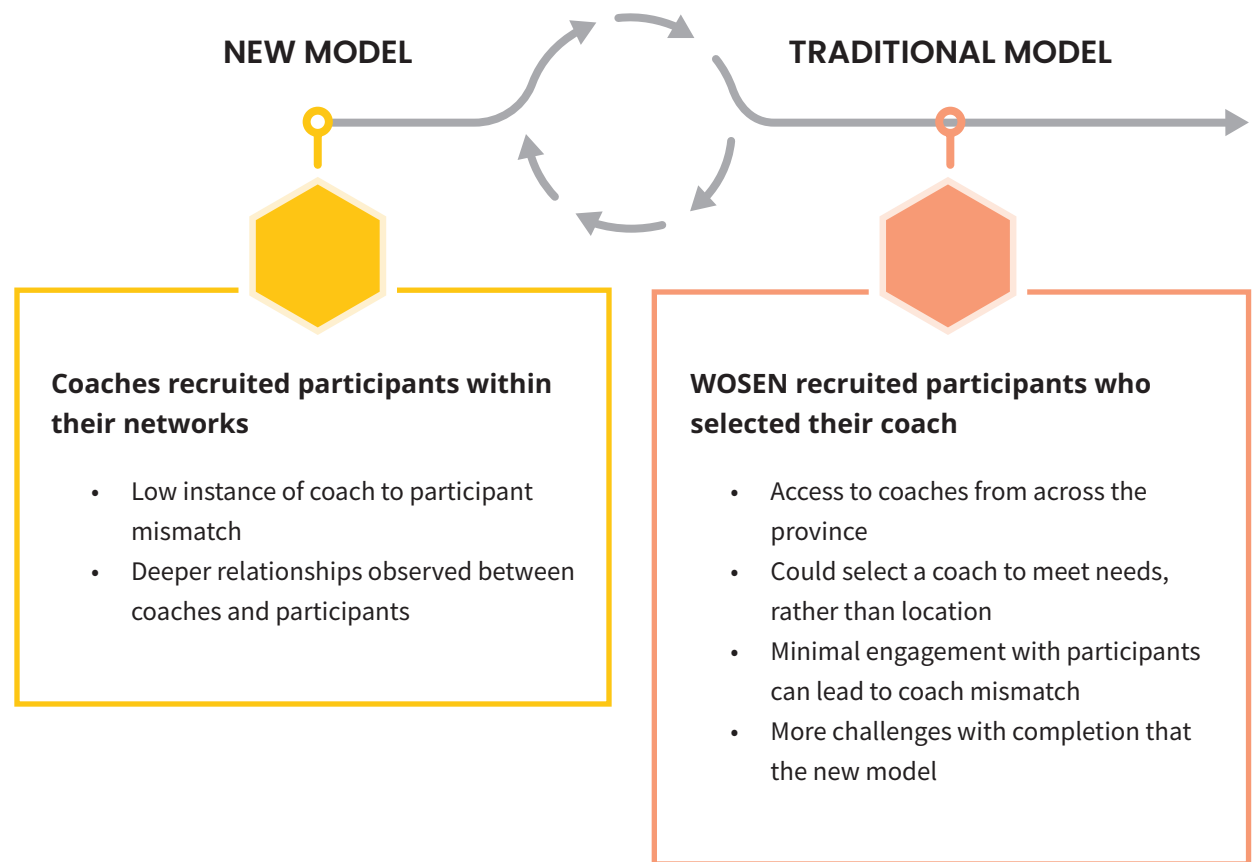 NEW MODEL
TRADITIONAL MODEL
Coaches recruited participants within
their networks
• Low instance of coach to participant
mismatch
• Deeper relationships observed between
coaches and participants
WOSEN recruited participants who
selected their coach
• Access to coaches from across the
province
• Could select a coach to meet needs,
rather than location
• Minimal engagement with participants
can lead to coach mismatch
• More challenges with completion that
the new model